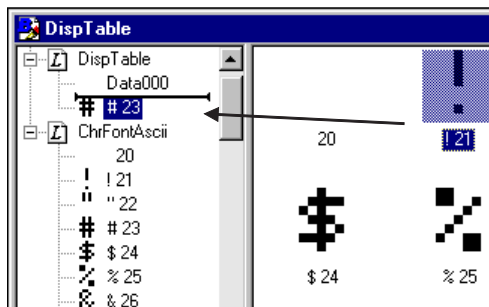 DispTable
DispTable
Data000
# # 23
ChrFontAscii
20
! ! 21
" " 22
# # 23
$ $ 24
% % 25
& & 26
20
!
! 21
$
$ 24
%
% 25